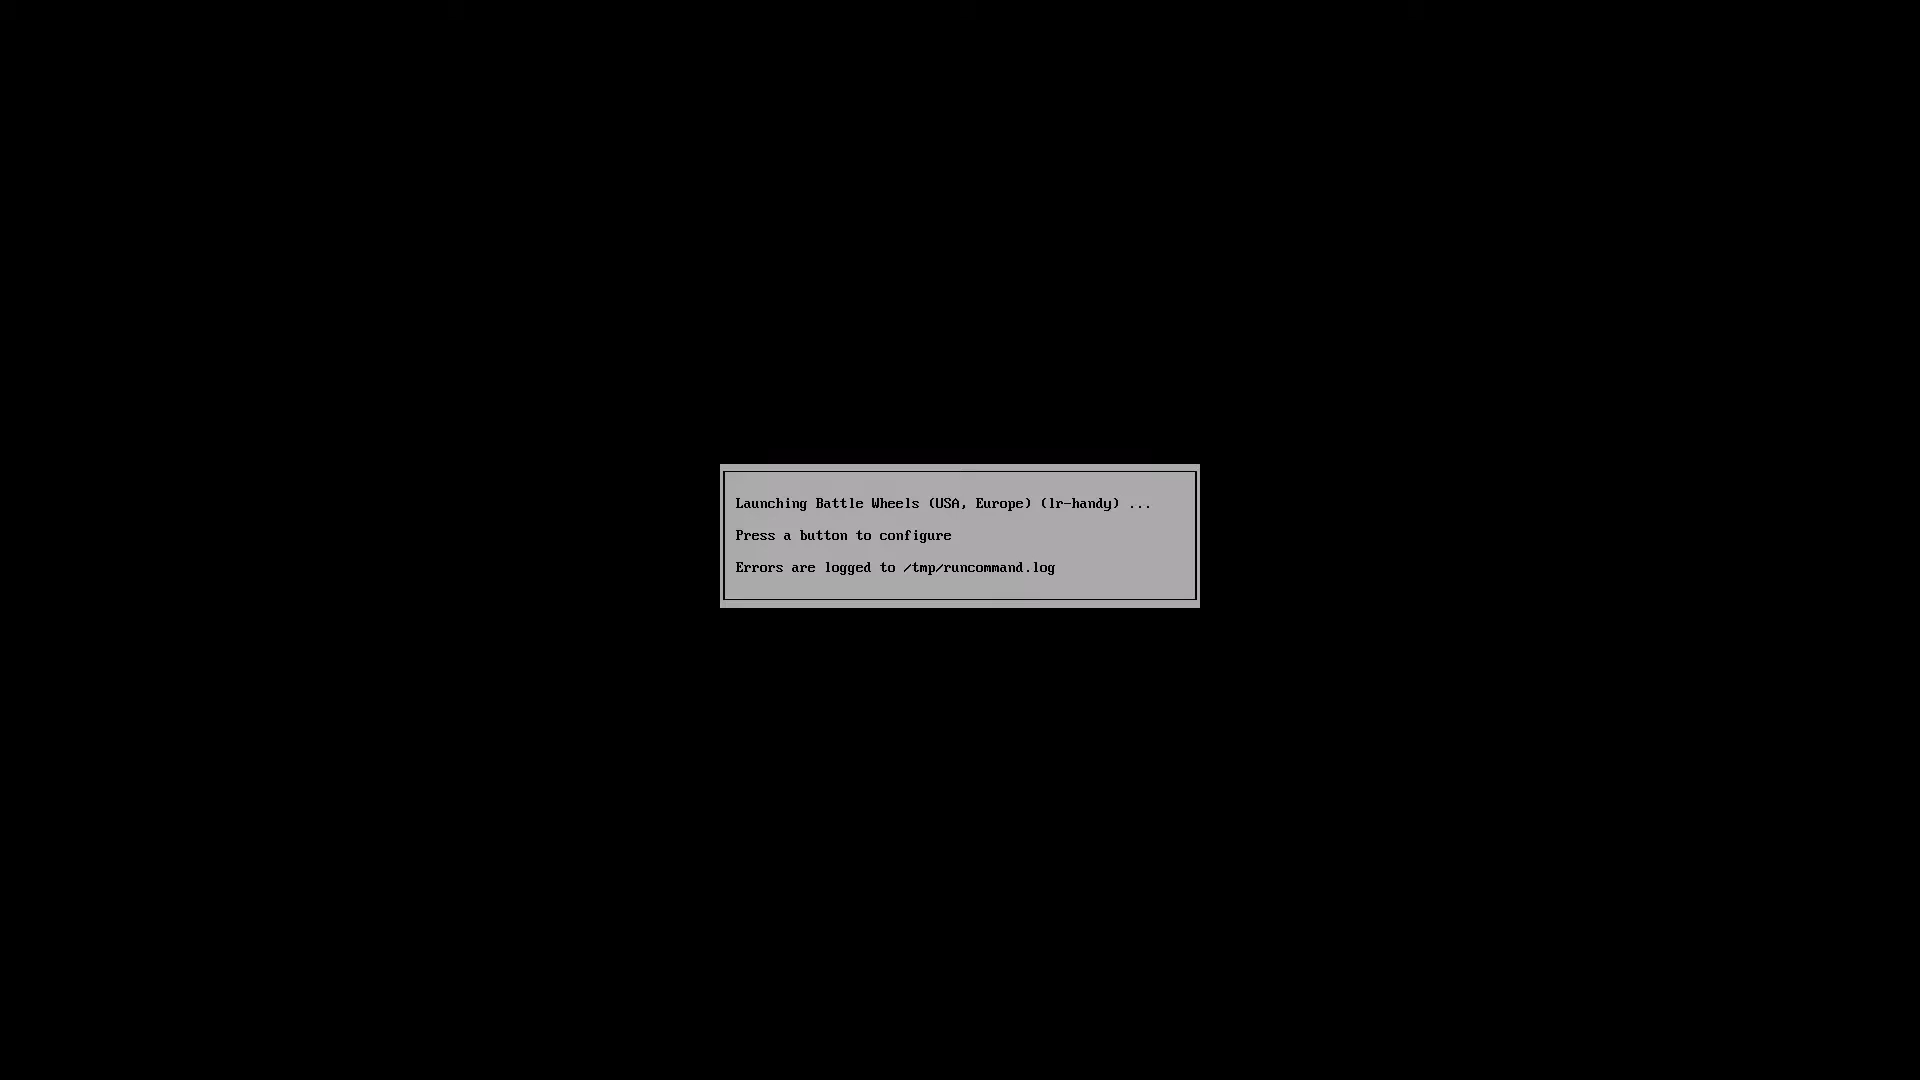 Launching Battle Wheels (USA, Europe) (lr-handy) ...
Press a button to configure
Errors are logged to /tmp/runcommand.log